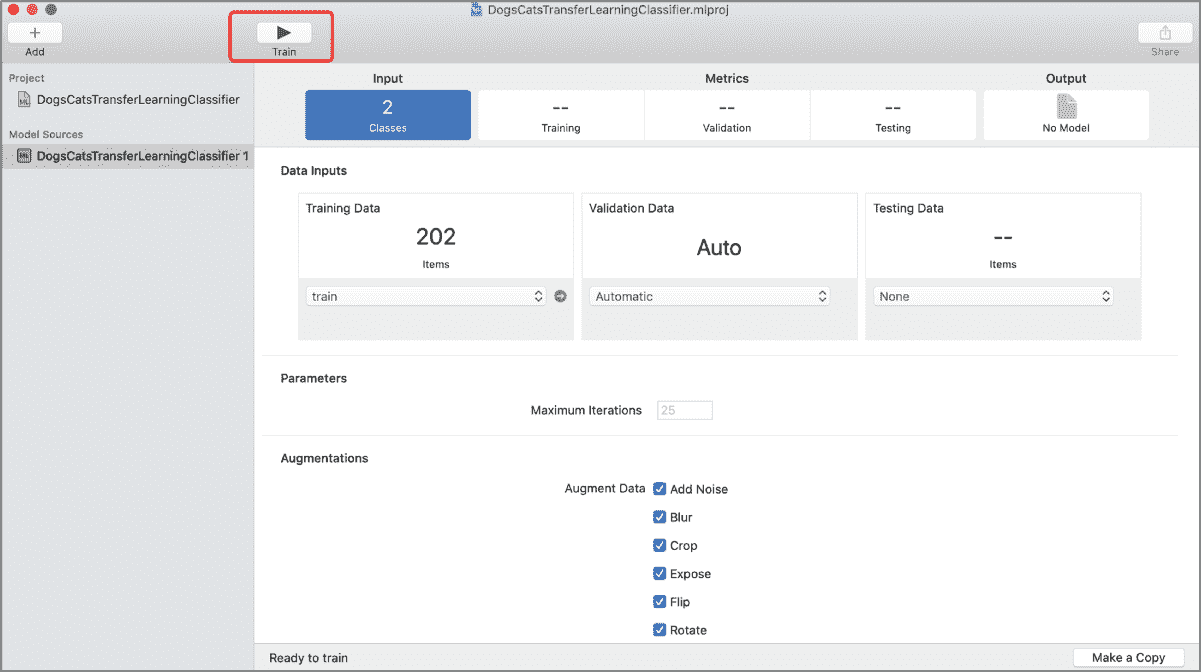 DogsCatsTransferLearningClassifier.mlproj
Add
Train
Share
Project
DogsCatsTransferLearningClassifier
Model Sources
DogsCatsTransferLearningClassifier 1
Input
Metrics
Output
2
Classes
--
Training
--
Validation
--
Testing
No Model
Data Inputs
Training Data
202
Items
train
Validation Data
Auto
Automatic
Testing Data
--
Items
None
Parameters
Maximum Iterations 25
Augmentations
Augment Data Add Noise
Blur
Crop
Expose
Flip
Rotate
Ready to train
Make a Copy